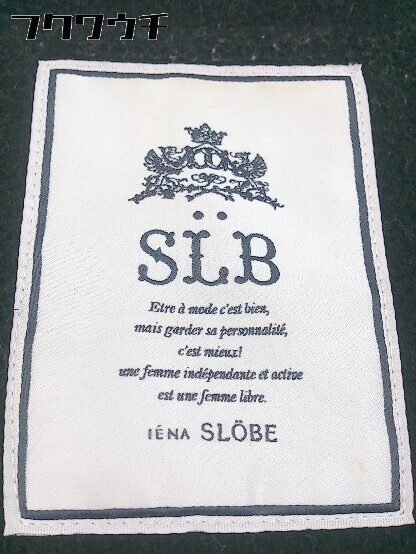 フクワウチ
SL̈B
Etre à mode c'est bien,
mais garder sa personnalité,
c'est mieux!
une femme indépendante et active
est une femme libre.
IÉNA SLÖBE